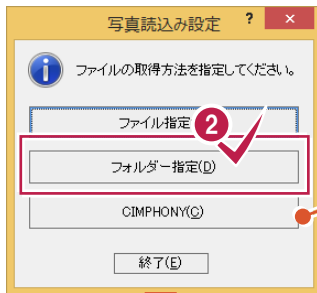 写真読込み設定 ? ×
i ファイルの取得方法を指定してください。
ファイル指定
2
フォルダー指定(D)
CIMPHONY(C)
終了(E)